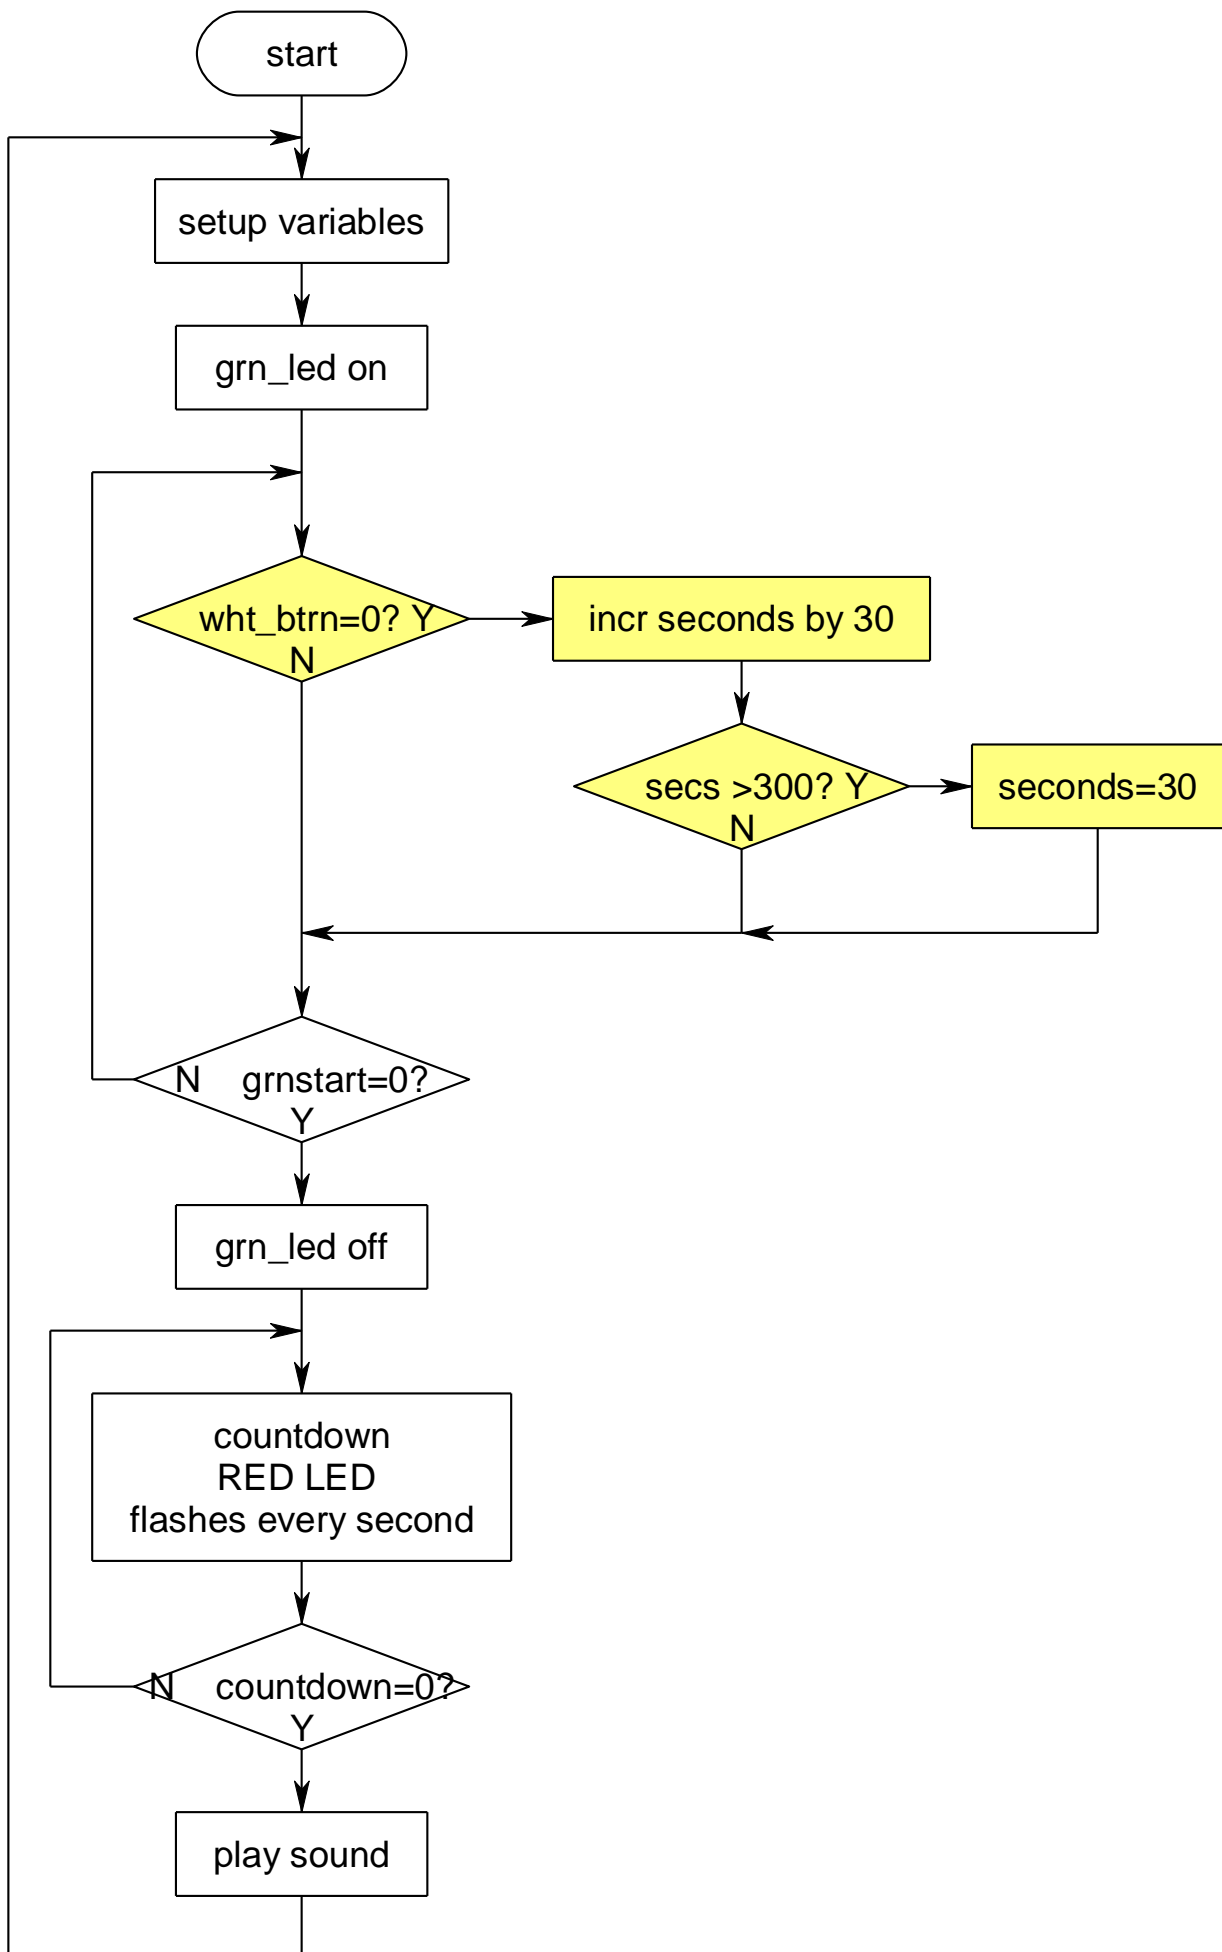 start
setup variables
grn_led on
wht_btrn=0? Y
N
incr seconds by 30
secs >300? Y
N
seconds=30
N grnstart=0?
Y
grn_led off
countdown
RED LED
flashes every second
N countdown=0?
Y
play sound